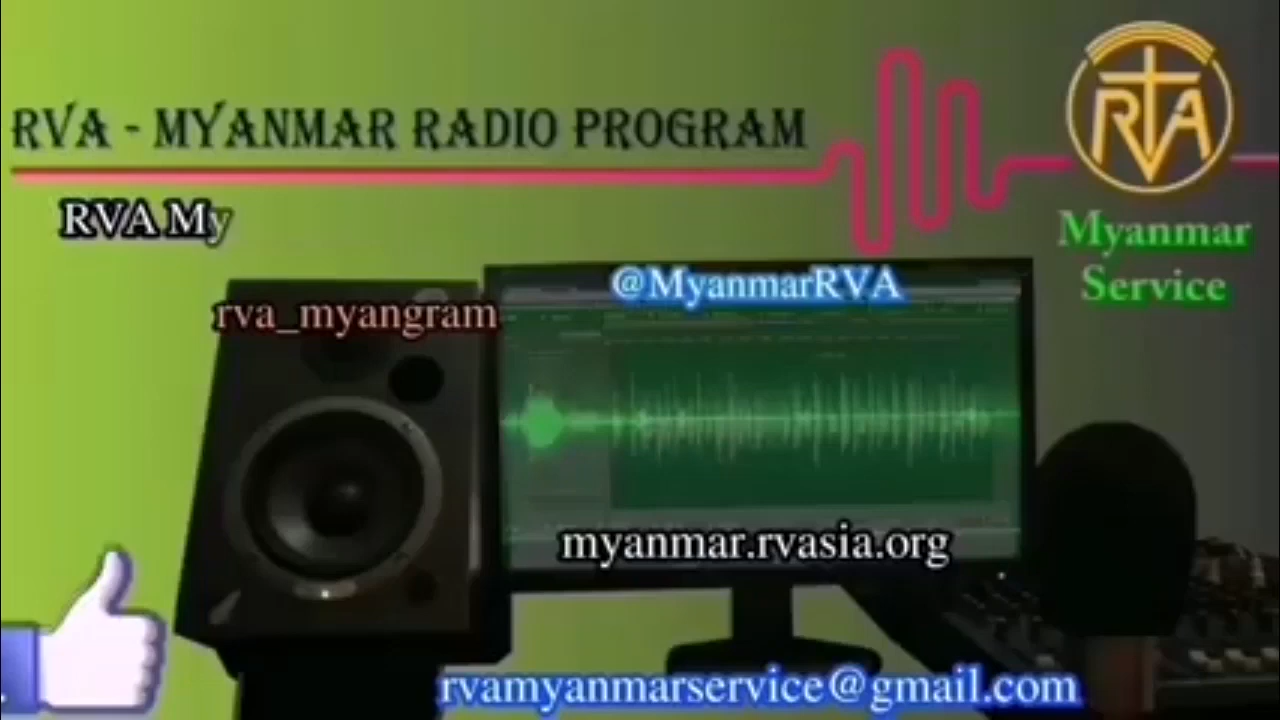 RVA - MYANMAR RADIO PROGRAM
RVA
RVA My
Myanmar
Service
@MyanmarRVA
rva_myangram
myanmar.rvasia.org
rvamyanmarservice@gmail.com